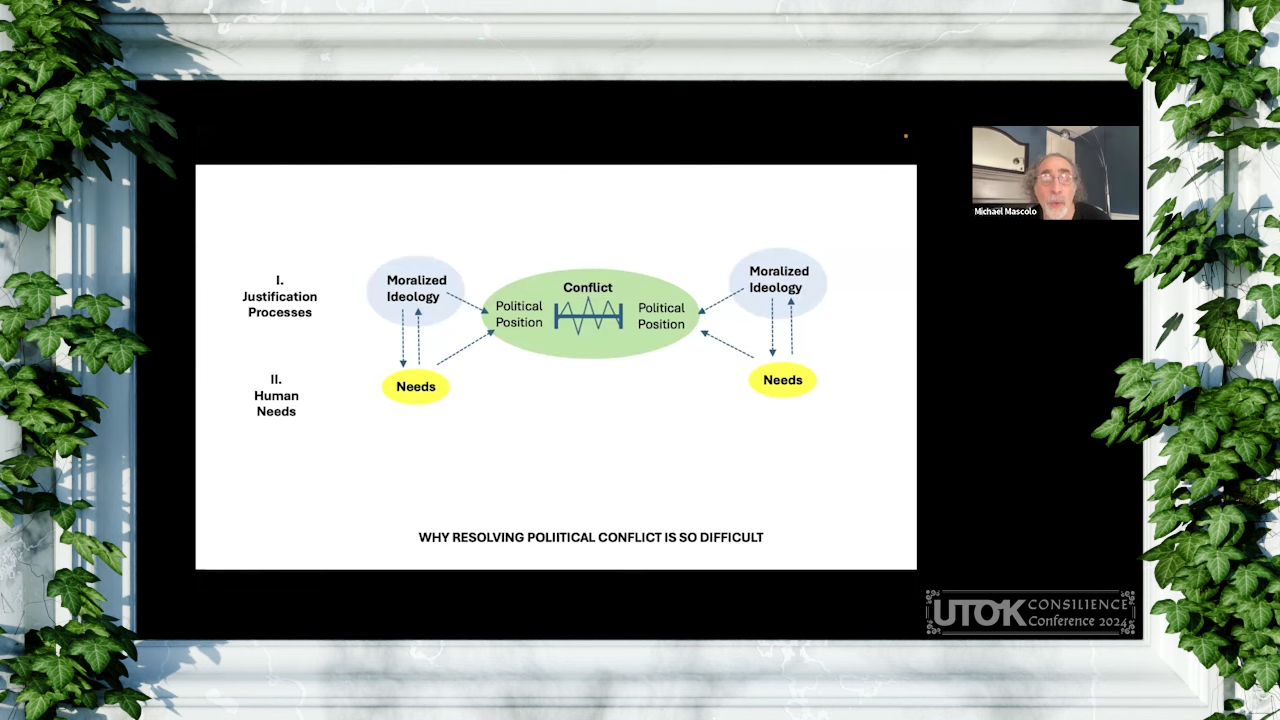 I.
Justification
Processes
Moralized
Ideology
Conflict
Political
Position
Political
Position
Moralized
Ideology
II.
Human
Needs
Needs
Needs
WHY RESOLVING POLIITICAL CONFLICT IS SO DIFFICULT
Michael Mascolo
UTOK CONSILIENCE
Conference 2024